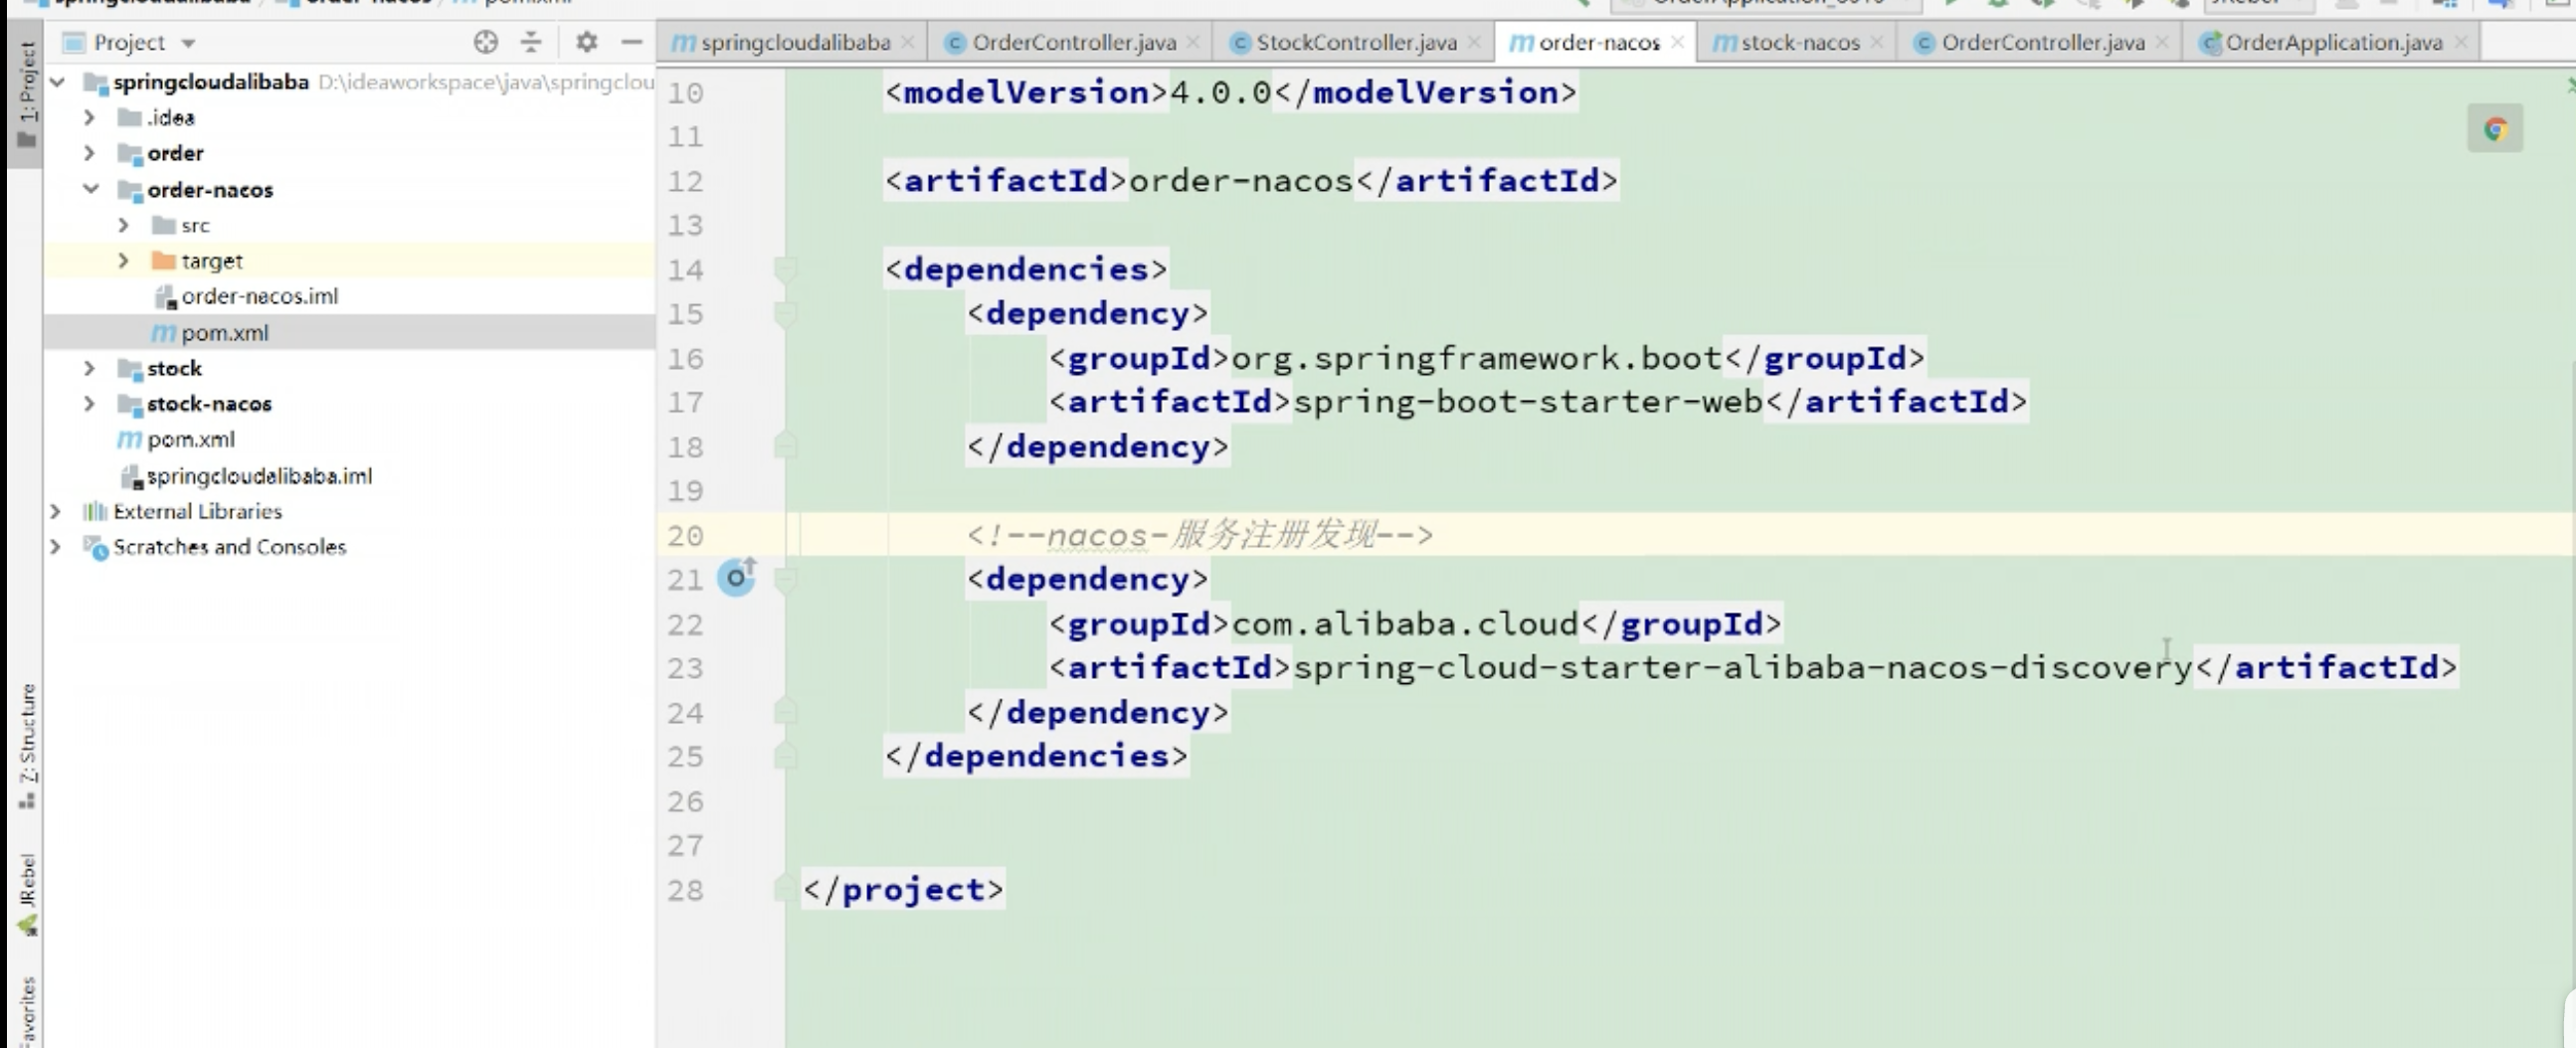 Project
springcloudalibaba
OrderController.java
StockController.java
order-nacos
stock-nacos
OrderController.java
OrderApplication.java
1: Project
springcloudalibaba D:\ideaworkspace\java\springclou
.idea
order
order-nacos
src
target
order-nacos.iml
pom.xml
stock
stock-nacos
pom.xml
springcloudalibaba.iml
External Libraries
Scratches and Consoles
Z: Structure
JRebel
Favorites
10 <modelVersion>4.0.0</modelVersion>
11
12 <artifactId>order-nacos</artifactId>
13
14 <dependencies>
15 <dependency>
16 <groupId>org.springframework.boot</groupId>
17 <artifactId>spring-boot-starter-web</artifactId>
18 </dependency>
19
20 <!--nacos-服务注册发现-->
21 <dependency>
22 <groupId>com.alibaba.cloud</groupId>
23 <artifactId>spring-cloud-starter-alibaba-nacos-discovery</artifactId>
24 </dependency>
25 </dependencies>
26
27
28 </project>